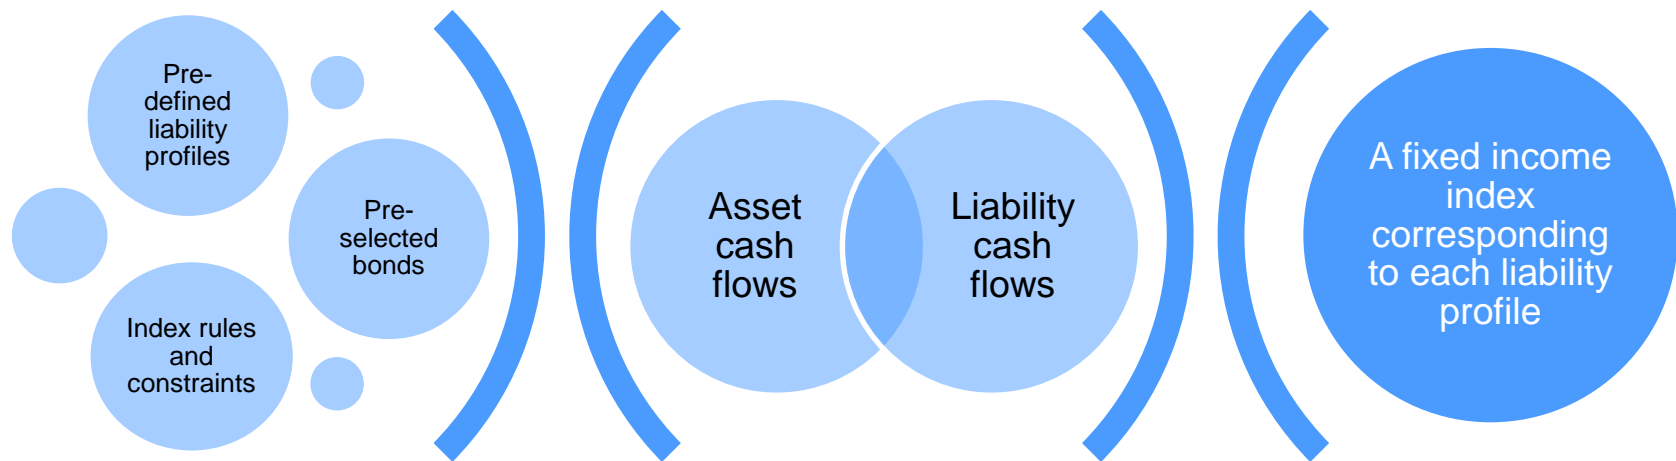 Pre-
defined
liability
profiles
Pre-
selected
bonds
Index rules
and
constraints
Asset
cash
flows
Liability
cash
flows
A fixed income
index
corresponding
to each liability
profile